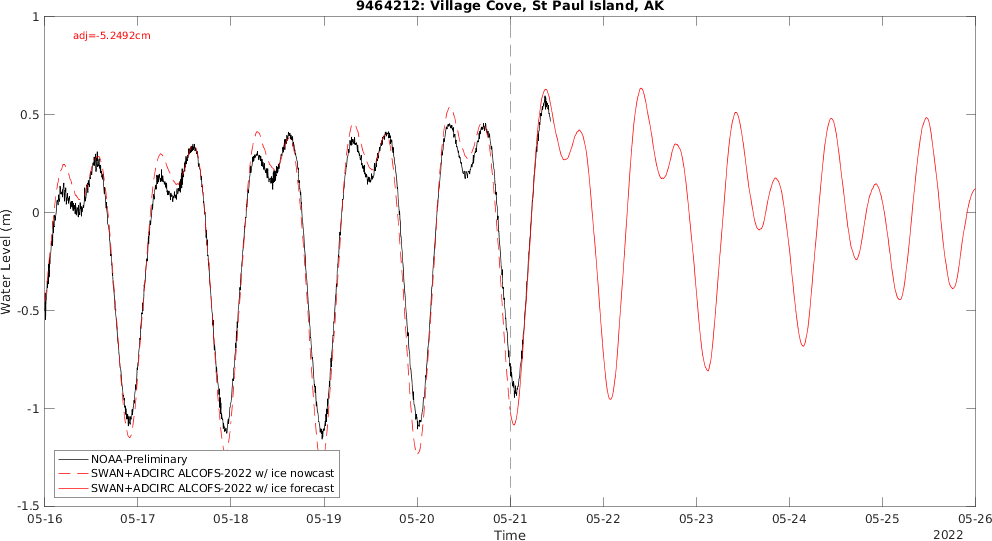 9464212: Village Cove, St Paul Island, AK
adj=-5.2492cm
Water Level (m)
1
0.5
0
-0.5
-1
-1.5
NOAA-Preliminary
SWAN+ADCIRC ALCOFS-2022 w/ ice nowcast
SWAN+ADCIRC ALCOFS-2022 w/ ice forecast
05-16 05-17 05-18 05-19 05-20 05-21 05-22 05-23 05-24 05-25 05-26
Time
2022